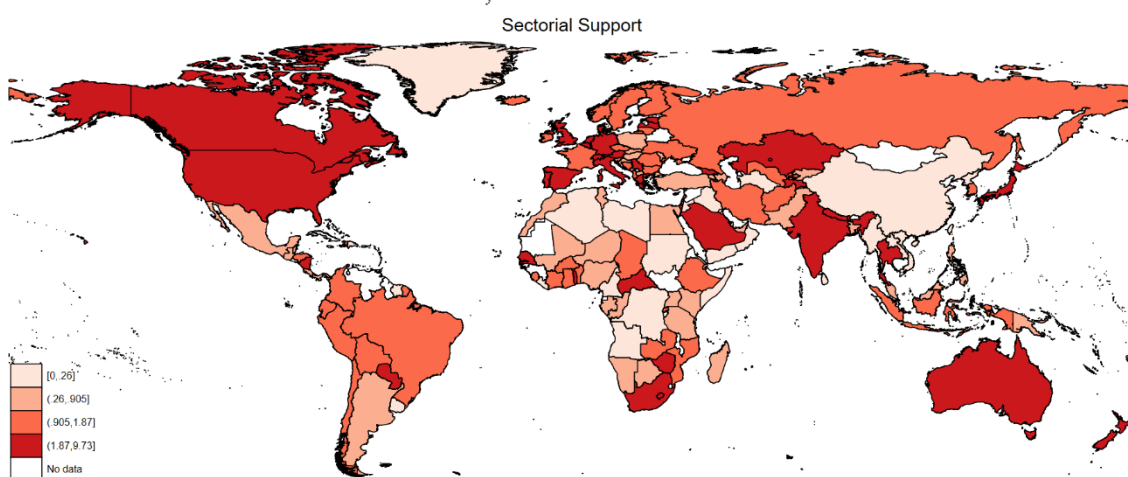 Sectorial Support
[0,.26]
(.26,.905]
(.905,1.87]
(1.87,9.73]
No data